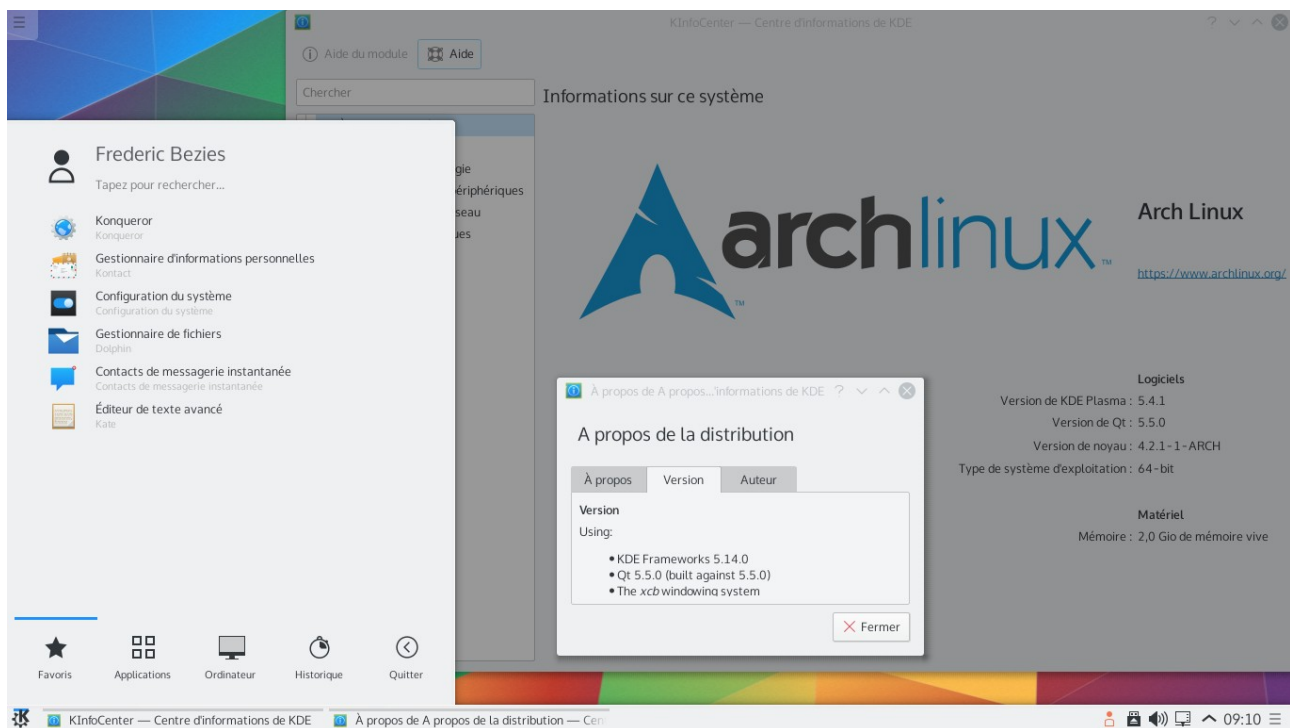 KInfoCenter — Centre d'informations de KDE
Aide du module
Aide
Chercher
Informations sur ce système
gie
ériphériques
seau
ues
Frederic Bezies
Tapez pour rechercher...
Konqueror
Konqueror
Gestionnaire d'informations personnelles
Kontact
Configuration du système
Configuration du système
Gestionnaire de fichiers
Dolphin
Contacts de messagerie instantanée
Contacts de messagerie instantanée
Éditeur de texte avancé
Kate
Favoris
Applications
Ordinateur
Historique
Quitter
archlinux™
TM
Arch Linux
https://www.archlinux.org/
Logiciels
Version de KDE Plasma : 5.4.1
Version de Qt : 5.5.0
Version de noyau : 4.2.1-1-ARCH
Type de système d'exploitation : 64-bit
Matériel
Mémoire : 2,0 Gio de mémoire vive
À propos de A propos...'informations de KDE
A propos de la distribution
À propos
Version
Auteur
Version
Using:
• KDE Frameworks 5.14.0
• Qt 5.5.0 (built against 5.5.0)
• The xcb windowing system
Fermer
KInfoCenter — Centre d'informations de KDE
À propos de A propos de la distribution — Cen
09:10